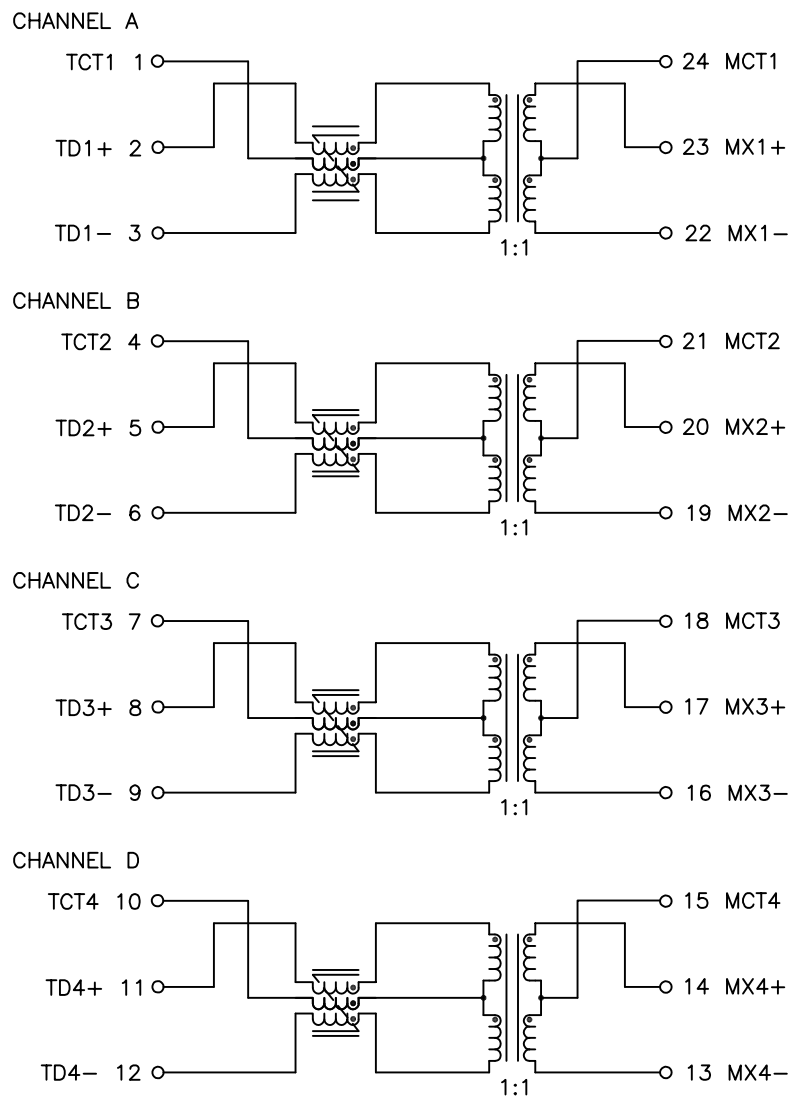 CHANNEL A
TCT1 1 24 MCT1
TD1+ 2 23 MX1+
TD1− 3 22 MX1−
1:1
CHANNEL B
TCT2 4 21 MCT2
TD2+ 5 20 MX2+
TD2− 6 19 MX2−
1:1
CHANNEL C
TCT3 7 18 MCT3
TD3+ 8 17 MX3+
TD3− 9 16 MX3−
1:1
CHANNEL D
TCT4 10 15 MCT4
TD4+ 11 14 MX4+
TD4− 12 13 MX4−
1:1